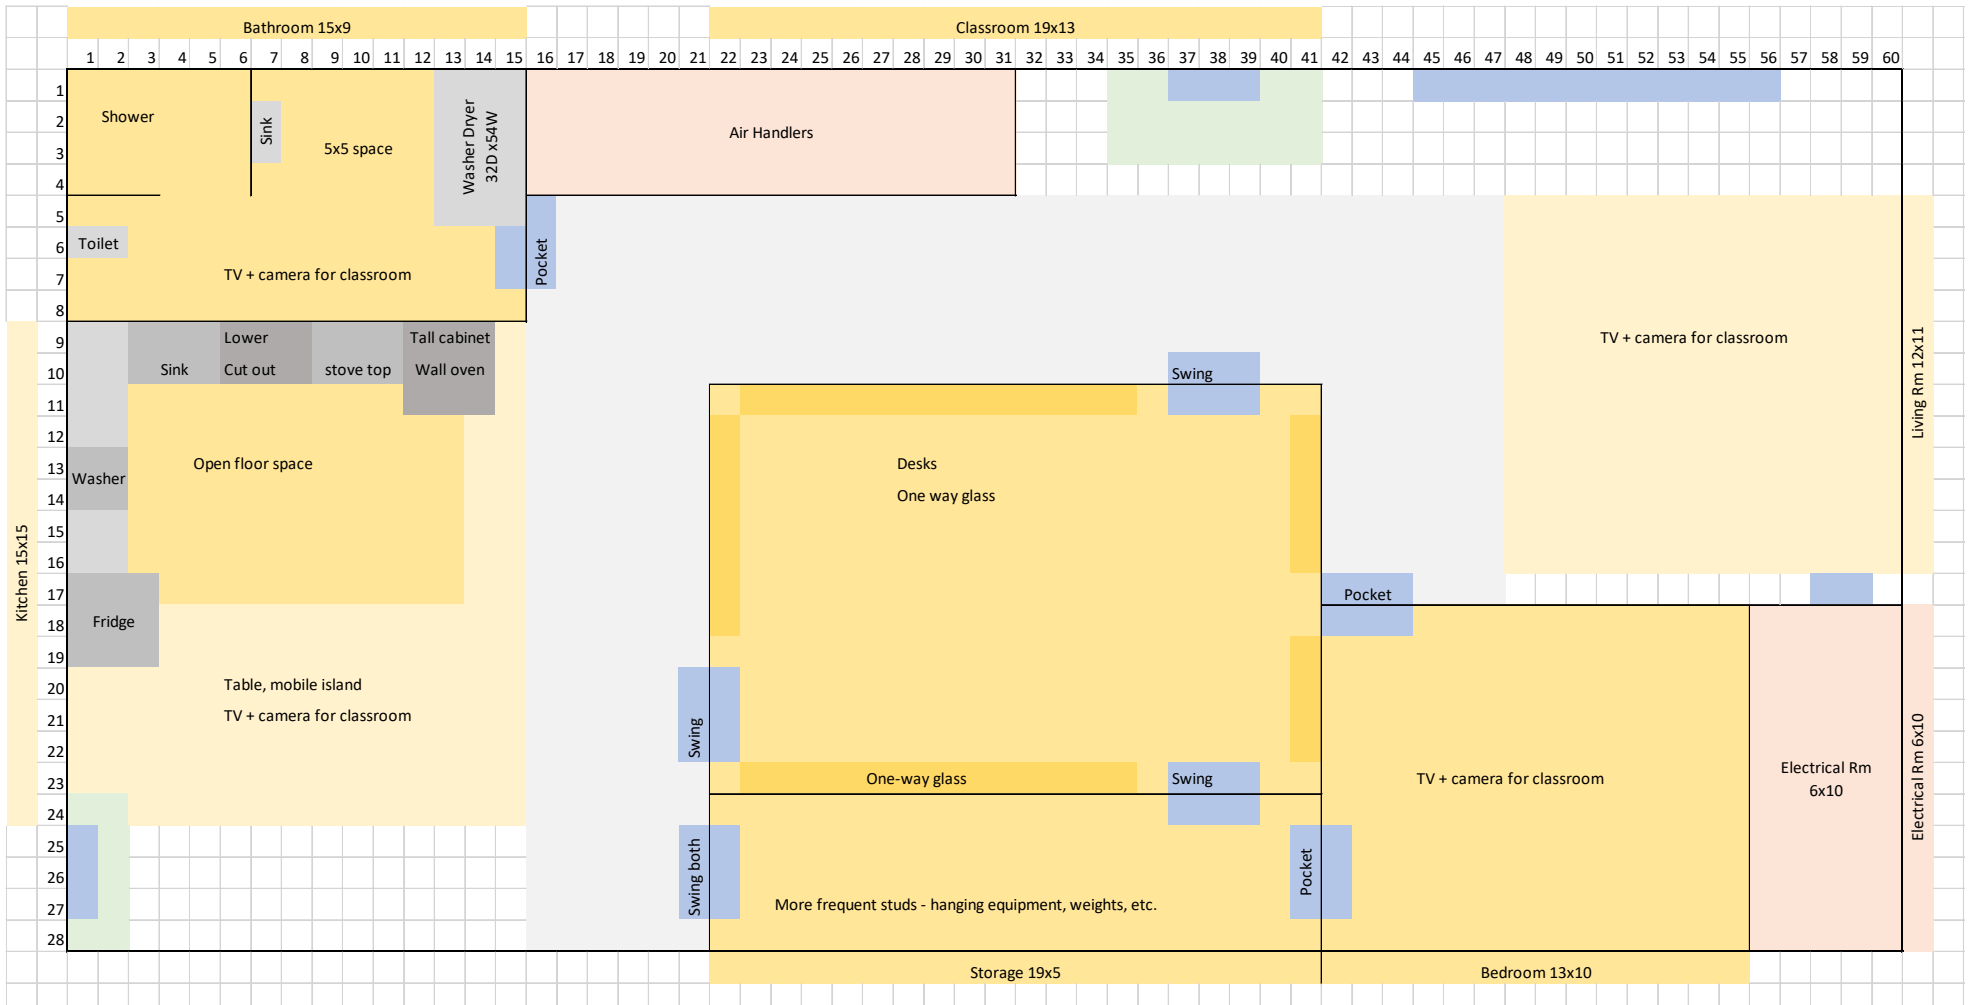 Bathroom 15x9
Classroom 19x13
1 2 3 4 5 6 7 8 9 10 11 12 13 14 15 16 17 18 19 20 21 22 23 24 25 26 27 28 29 30 31 32 33 34 35 36 37 38 39 40 41 42 43 44 45 46 47 48 49 50 51 52 53 54 55 56 57 58 59 60
1
2
3
4
5
6
7
8
9
10
11
12
13
14
15
16
17
18
19
20
21
22
23
24
25
26
27
28
Shower
Sink
5x5 space
Washer Dryer
32D x54W
Air Handlers
Toilet
Pocket
TV + camera for classroom
Lower
Cut out
Sink
stove top
Tall cabinet
Wall oven
Open floor space
Washer
Fridge
Kitchen 15x15
Table, mobile island
TV + camera for classroom
Swing
Desks
One way glass
Swing
One-way glass
Swing
Swing both
More frequent studs - hanging equipment, weights, etc.
Pocket
Pocket
TV + camera for classroom
Living Rm 12x11
TV + camera for classroom
Electrical Rm
6x10
Electrical Rm 6x10
Storage 19x5
Bedroom 13x10